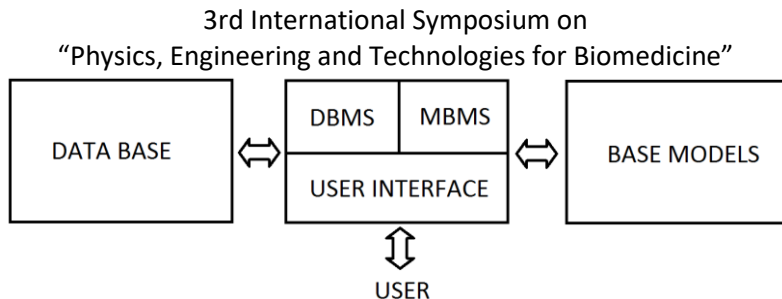 3rd International Symposium on
“Physics, Engineering and Technologies for Biomedicine”
DATA BASE
DBMS
MBMS
USER INTERFACE
BASE MODELS
USER